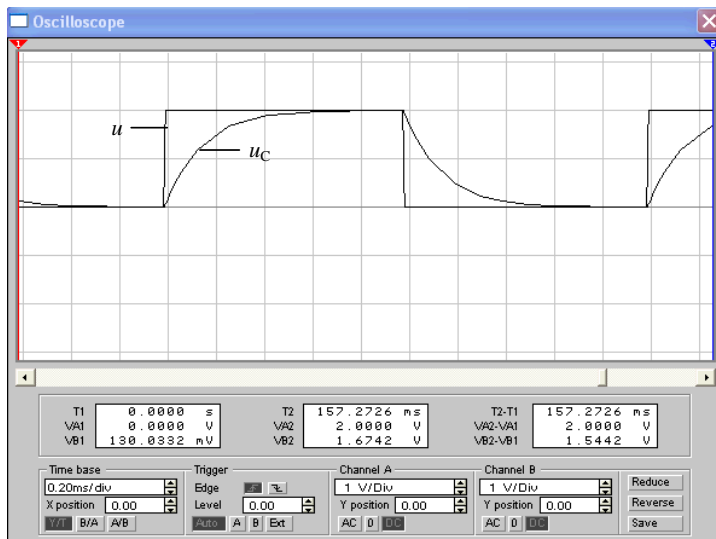 Oscilloscope
1 2
u
uC
T1 0.0000 s T2 157.2726 ms T2-T1 157.2726 ms
VA1 0.0000 V VA2 2.0000 V VA2-VA1 2.0000 V
VB1 130.0332 mV VB2 1.6742 V VB2-VB1 1.5442 V
Time base Trigger Channel A Channel B
0.20ms/div Edge 1 V/Div 1 V/Div Reduce
X position 0.00 Level 0.00 Y position 0.00 Y position 0.00 Reverse
Y/T B/A A/B Auto A B Ext AC 0 DC AC 0 DC Save